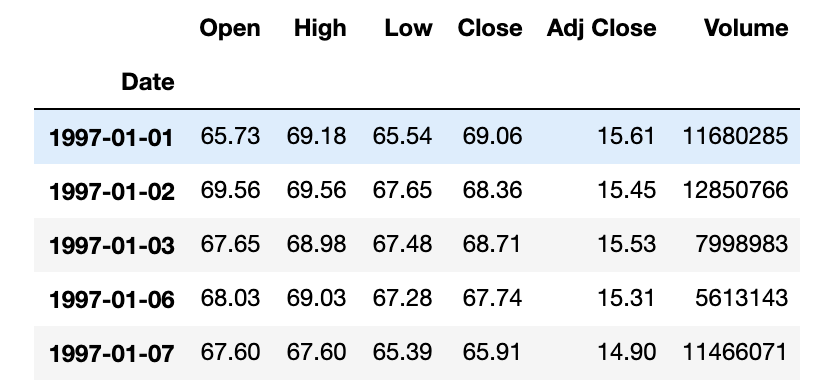 Open High Low Close Adj Close Volume
Date
1997-01-01 65.73 69.18 65.54 69.06 15.61 11680285
1997-01-02 69.56 69.56 67.65 68.36 15.45 12850766
1997-01-03 67.65 68.98 67.48 68.71 15.53 7998983
1997-01-06 68.03 69.03 67.28 67.74 15.31 5613143
1997-01-07 67.60 67.60 65.39 65.91 14.90 11466071